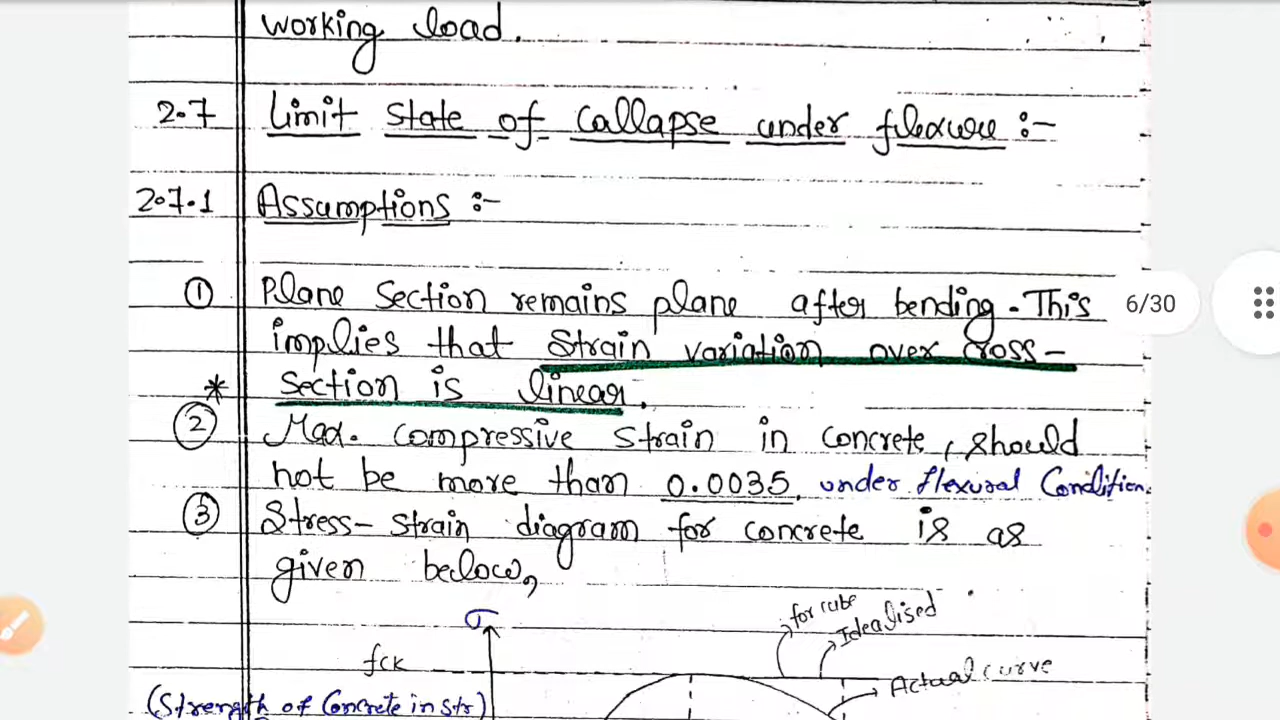 working load.
2.7 Limit State of Collapse under flexure :-
2.7.1 Assumptions :-
① Plane Section remains plane after bending. This
6/30
implies that Strain variation over Cross-
* Section is linear.
② Max. compressive strain in concrete, should
not be more than 0.0035, under flexural Condition.
③ Stress-strain diagram for concrete is as
given below,
σ
for cube
Idealised
fck
Actual curve
(Strength of Concrete in str)